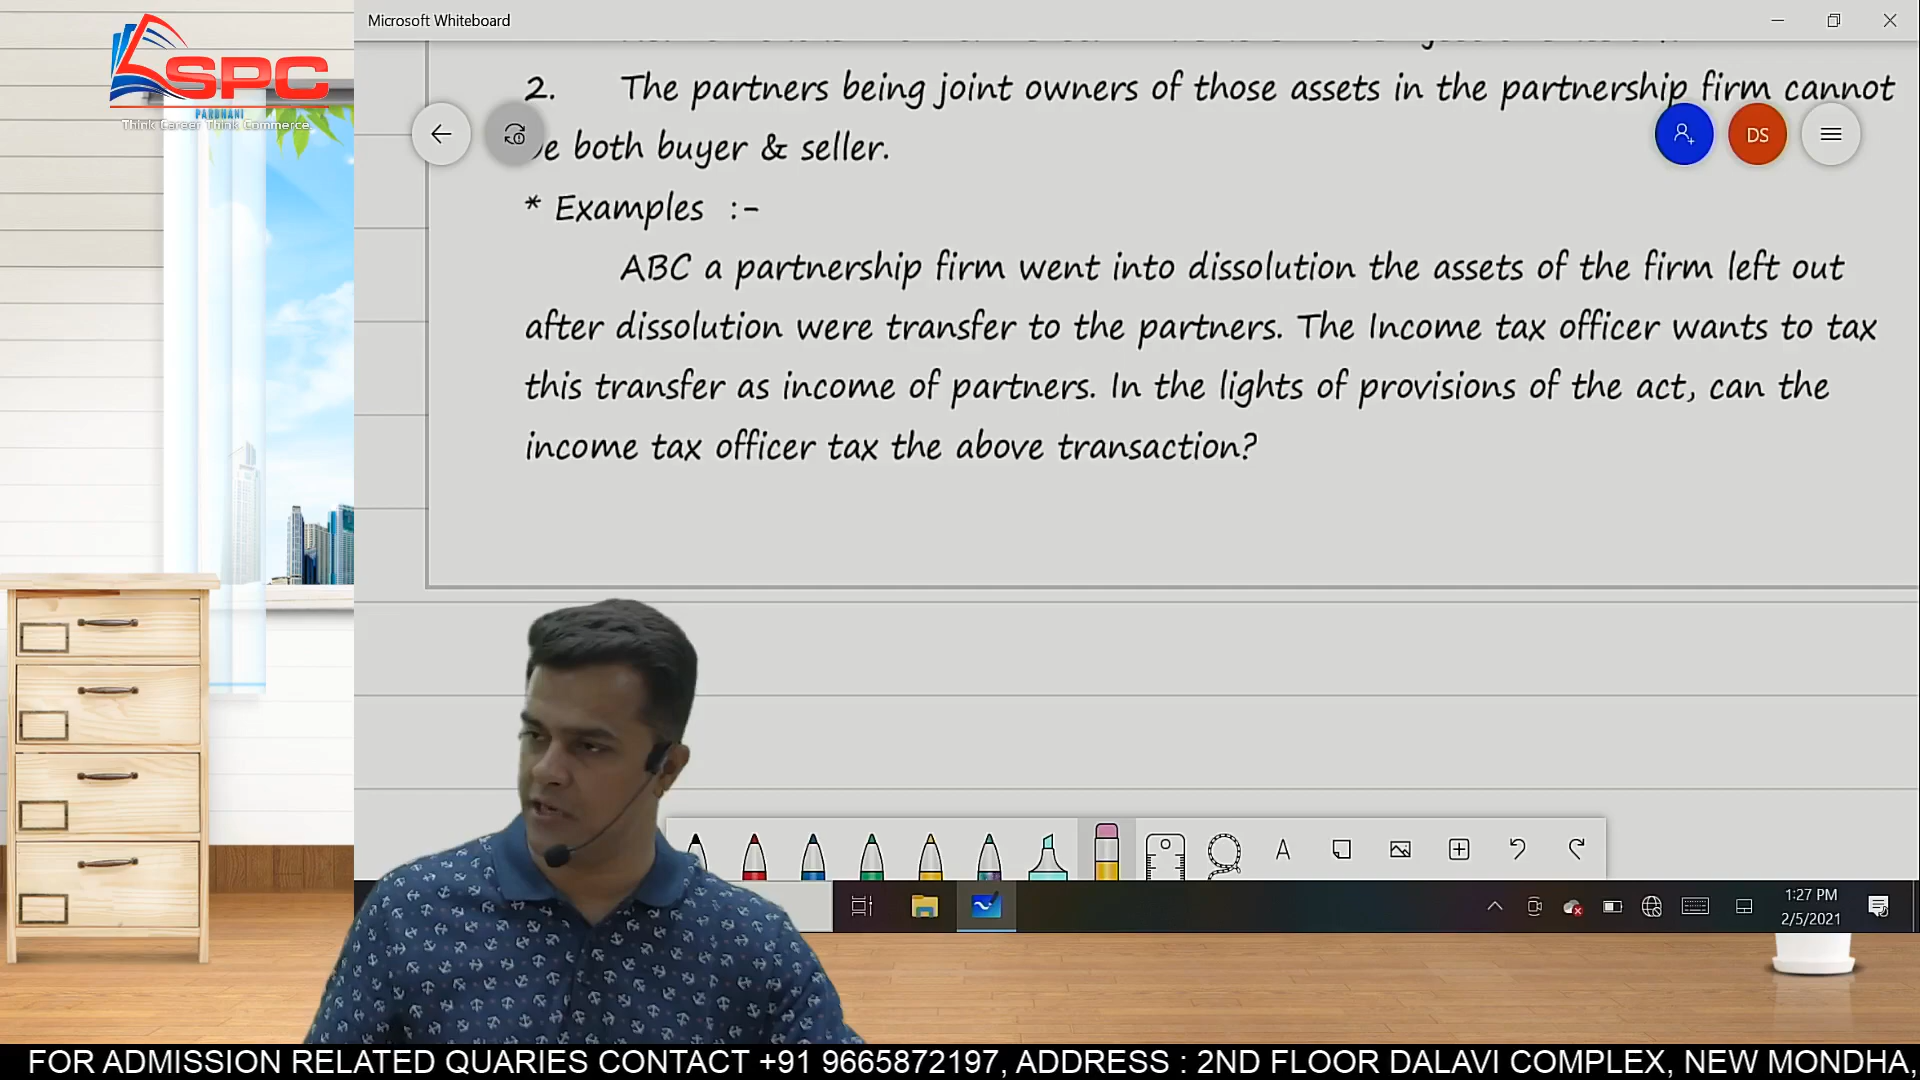 Microsoft Whiteboard
SPC
PARDHANI
Think Career Think Commerce
2. The partners being joint owners of those assets in the partnership firm cannot
be both buyer & seller.
* Examples :-
ABC a partnership firm went into dissolution the assets of the firm left out
after dissolution were transfer to the partners. The Income tax officer wants to tax
this transfer as income of partners. In the lights of provisions of the act, can the
income tax officer tax the above transaction?
DS
A
1:27 PM
2/5/2021
FOR ADMISSION RELATED QUARIES CONTACT +91 9665872197, ADDRESS : 2ND FLOOR DALAVI COMPLEX, NEW MONDHA,